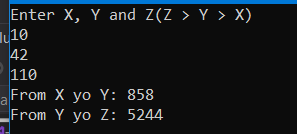 Enter X, Y and Z(Z > Y > X)
10
42
110
From X yo Y: 858
From Y yo Z: 5244